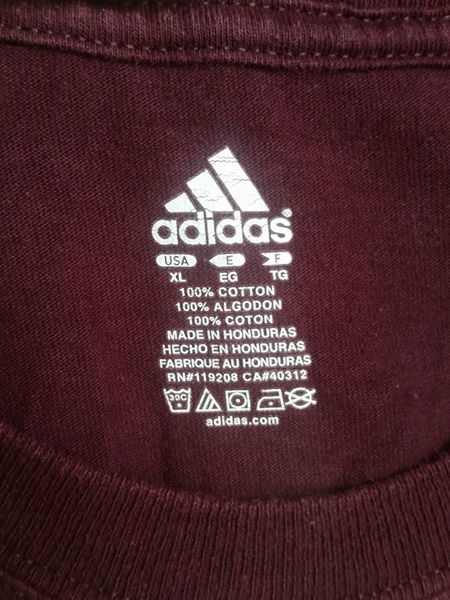 adidas®
USA E F
XL EG TG
100% COTTON
100% ALGODON
100% COTON
MADE IN HONDURAS
HECHO EN HONDURAS
FABRIQUE AU HONDURAS
RN#119208 CA#40312
30C
adidas.com